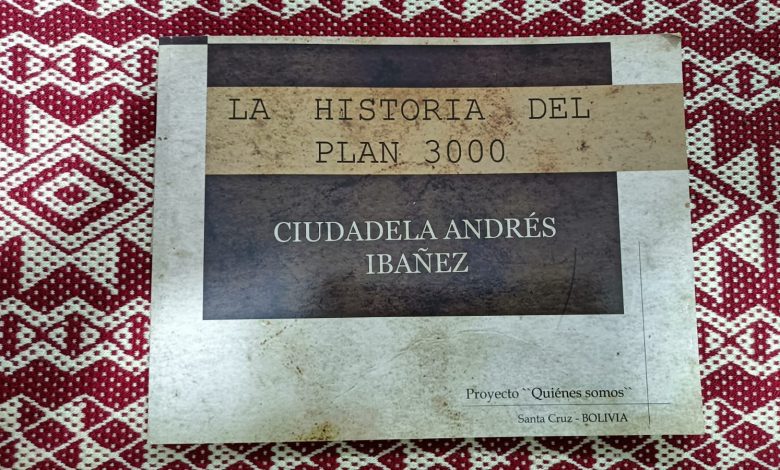 LA HISTORIA DEL
PLAN 3000
CIUDADELA ANDRÉS
IBAÑEZ
Proyecto ``Quiénes somos``
Santa Cruz - BOLIVIA